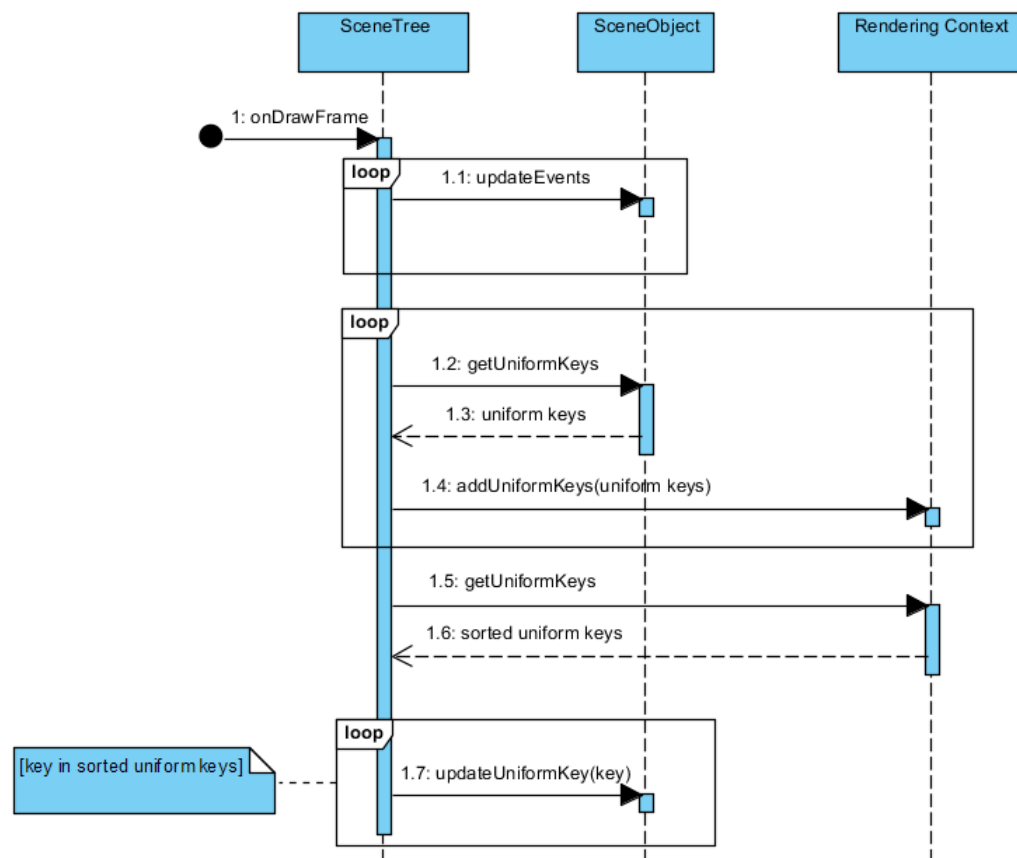 SceneTree
SceneObject
Rendering Context
1: onDrawFrame
loop
1.1: updateEvents
loop
1.2: getUniformKeys
1.3: uniform keys
1.4: addUniformKeys(uniform keys)
1.5: getUniformKeys
1.6: sorted uniform keys
loop
[key in sorted uniform keys]
1.7: updateUniformKey(key)